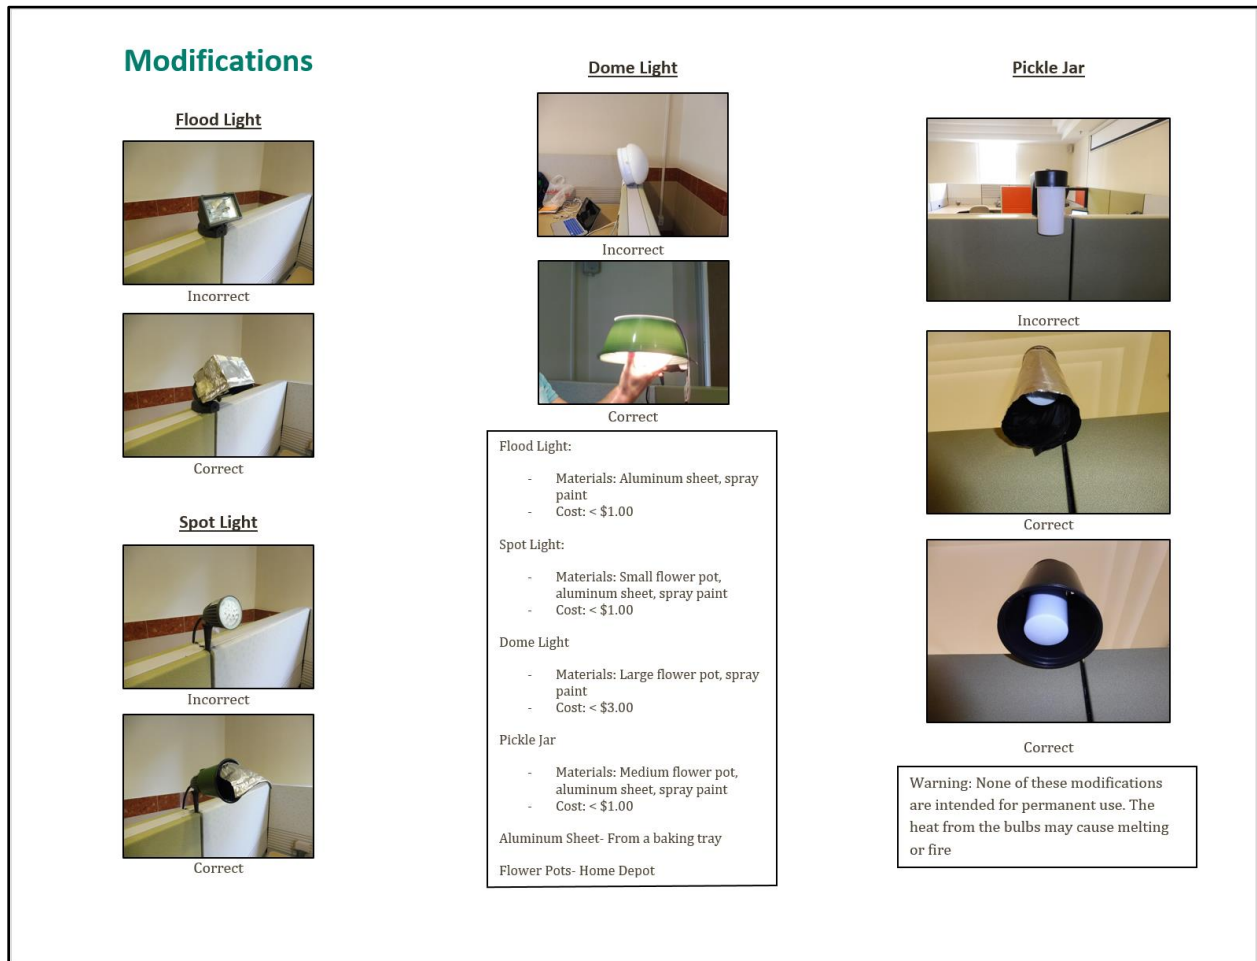 Modifications
Flood Light
Incorrect
Correct
Spot Light
Incorrect
Correct
Dome Light
Incorrect
Correct
Flood Light:
- Materials: Aluminum sheet, spray
paint
- Cost: < $1.00
Spot Light:
- Materials: Small flower pot,
aluminum sheet, spray paint
- Cost: < $1.00
Dome Light
- Materials: Large flower pot, spray
paint
- Cost: < $3.00
Pickle Jar
- Materials: Medium flower pot,
aluminum sheet, spray paint
- Cost: < $1.00
Aluminum Sheet- From a baking tray
Flower Pots- Home Depot
Pickle Jar
Incorrect
Correct
Correct
Warning: None of these modifications
are intended for permanent use. The
heat from the bulbs may cause melting
or fire